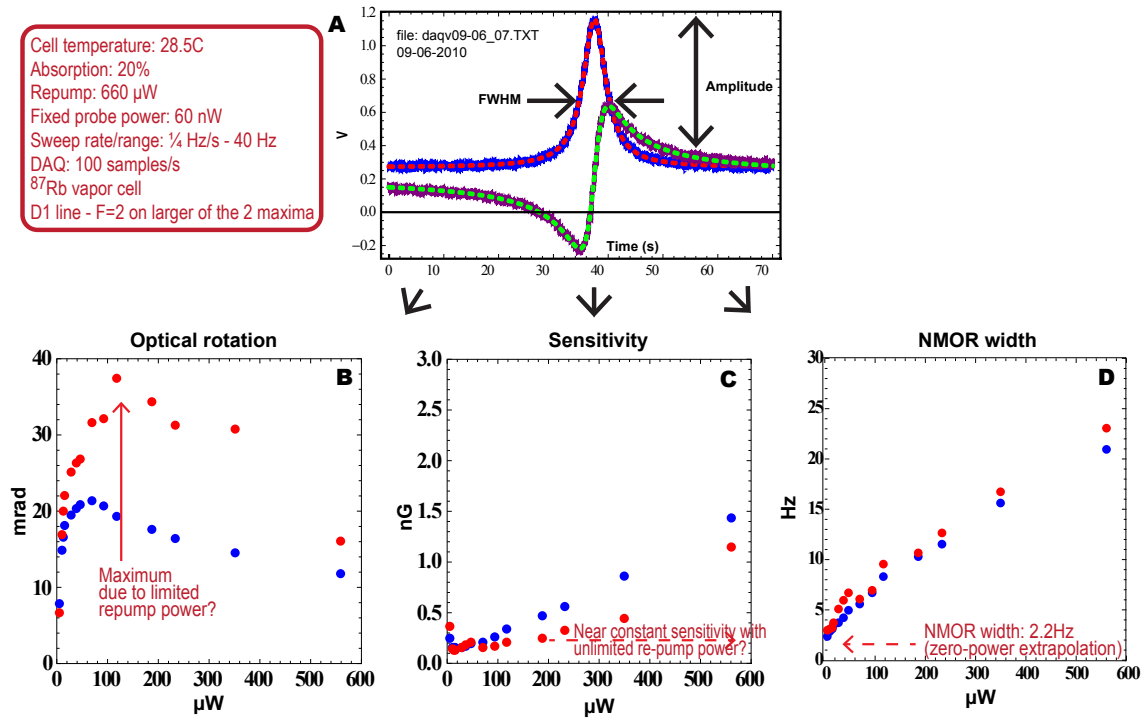 Cell temperature: 28.5C
Absorption: 20%
Repump: 660 µW
Fixed probe power: 60 nW
Sweep rate/range: ¼ Hz/s - 40 Hz
DAQ: 100 samples/s
⁸⁷Rb vapor cell
D1 line - F=2 on larger of the 2 maxima
A
file: daqv09-06_07.TXT
09-06-2010
FWHM
Amplitude
V
1.2
1.0
0.8
0.6
0.4
0.2
0.0
−0.2
Time (s)
0 10 20 30 40 50 60 70
Optical rotation
B
mrad
40
30
20
10
0
Maximum
due to limited
repump power?
0 100 200 300 400 500 600
µW
Sensitivity
C
nG
3.0
2.5
2.0
1.5
1.0
0.5
0.0
Near constant sensitivity with
unlimited re-pump power?
0 100 200 300 400 500 600
µW
NMOR width
D
Hz
30
25
20
15
10
5
0
NMOR width: 2.2Hz
(zero-power extrapolation)
0 100 200 300 400 500 600
µW